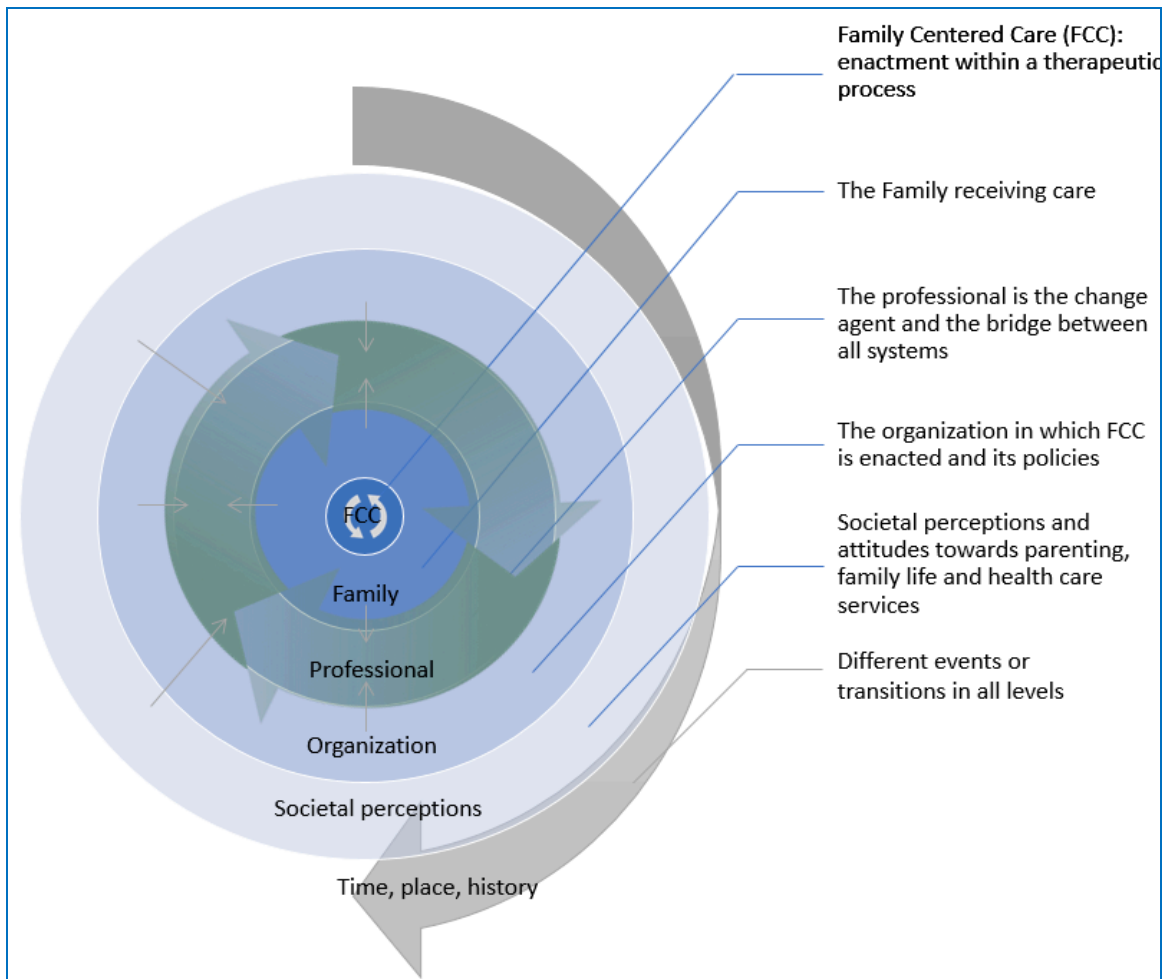 Family Centered Care (FCC):
enactment within a therapeutic
process
The Family receiving care
The professional is the change
agent and the bridge between
all systems
The organization in which FCC
is enacted and its policies
Societal perceptions and
attitudes towards parenting,
family life and health care
services
Different events or
transitions in all levels
FCC
Family
Professional
Organization
Societal perceptions
Time, place, history